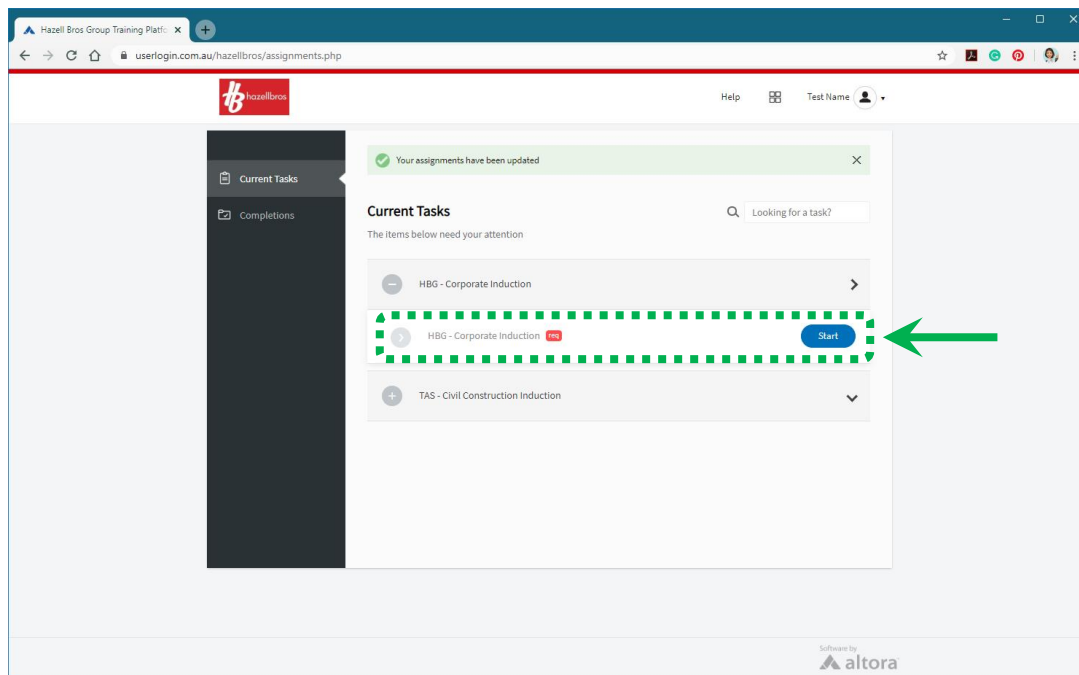 Hazell Bros Group Training Platfo
userlogin.com.au/hazellbros/assignments.php
HB hazellbros
Help
Test Name
Current Tasks
Completions
Your assignments have been updated
Current Tasks
Looking for a task?
The items below need your attention
HBG - Corporate Induction
HBG - Corporate Induction req
Start
TAS - Civil Construction Induction
Software by
altora